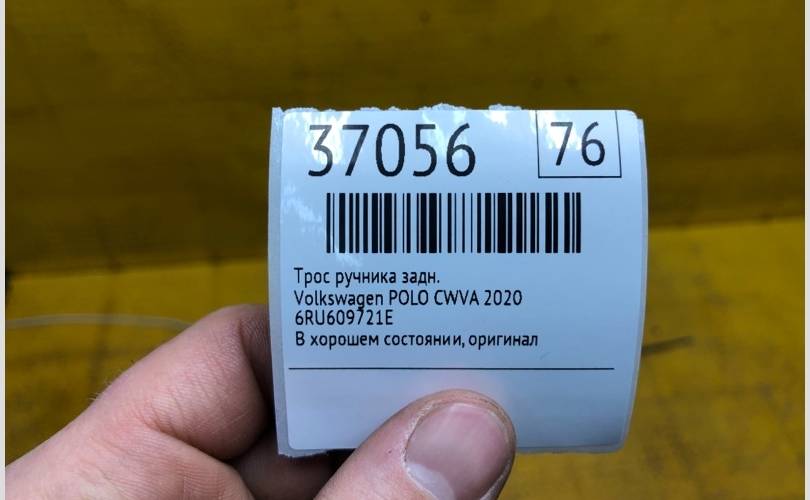 37056
76
Трос ручника задн.
Volkswagen POLO CWVA 2020
6RU609721E
В хорошем состоянии, оригинал